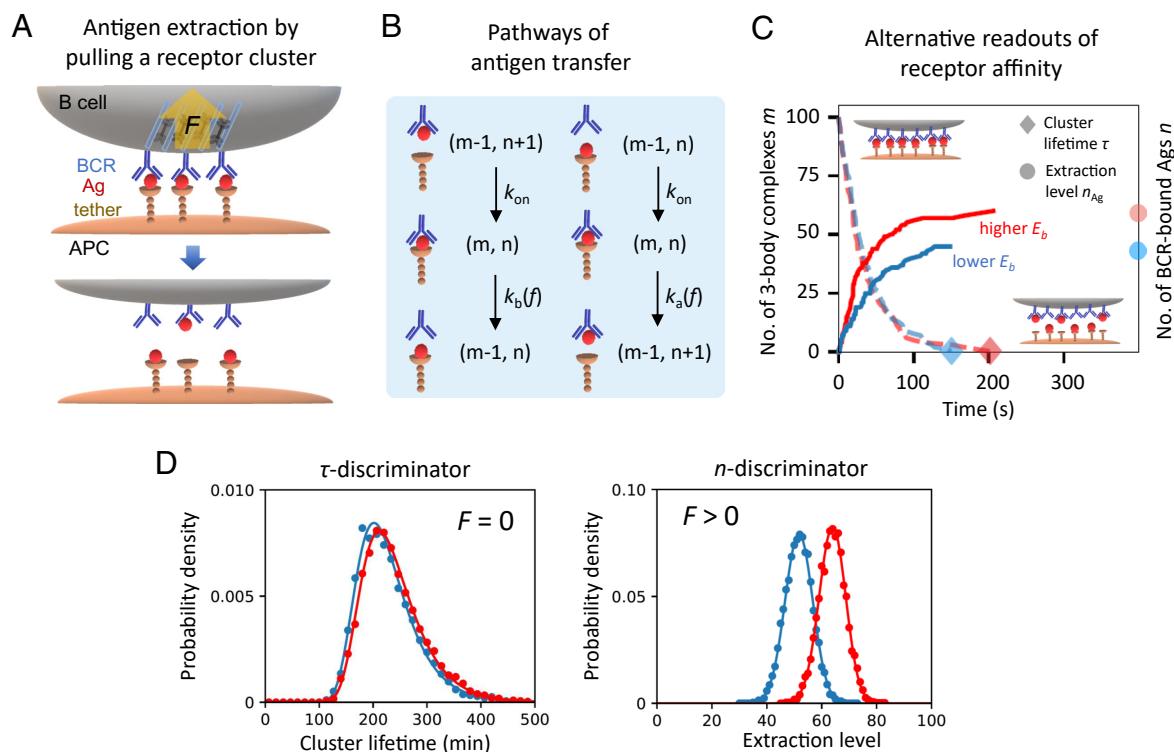 A
Antigen extraction by
pulling a receptor cluster
B cell
F
BCR
Ag
tether
APC
B
Pathways of
antigen transfer
(m-1, n+1)
(m-1, n)
kon
kon
(m, n)
(m, n)
kb(f)
ka(f)
(m-1, n)
(m-1, n+1)
C
Alternative readouts of
receptor affinity
No. of 3-body complexes m
100
75
50
25
0
Cluster
lifetime τ
Extraction
level nAg
higher Eb
lower Eb
No. of BCR-bound Ags n
0 100 200 300
Time (s)
D
τ-discriminator
Probability density
0.010
0.005
0
F = 0
0 100 200 300 400 500
Cluster lifetime (min)
n-discriminator
Probability density
0.10
0.05
0
F > 0
0 20 40 60 80 100
Extraction level